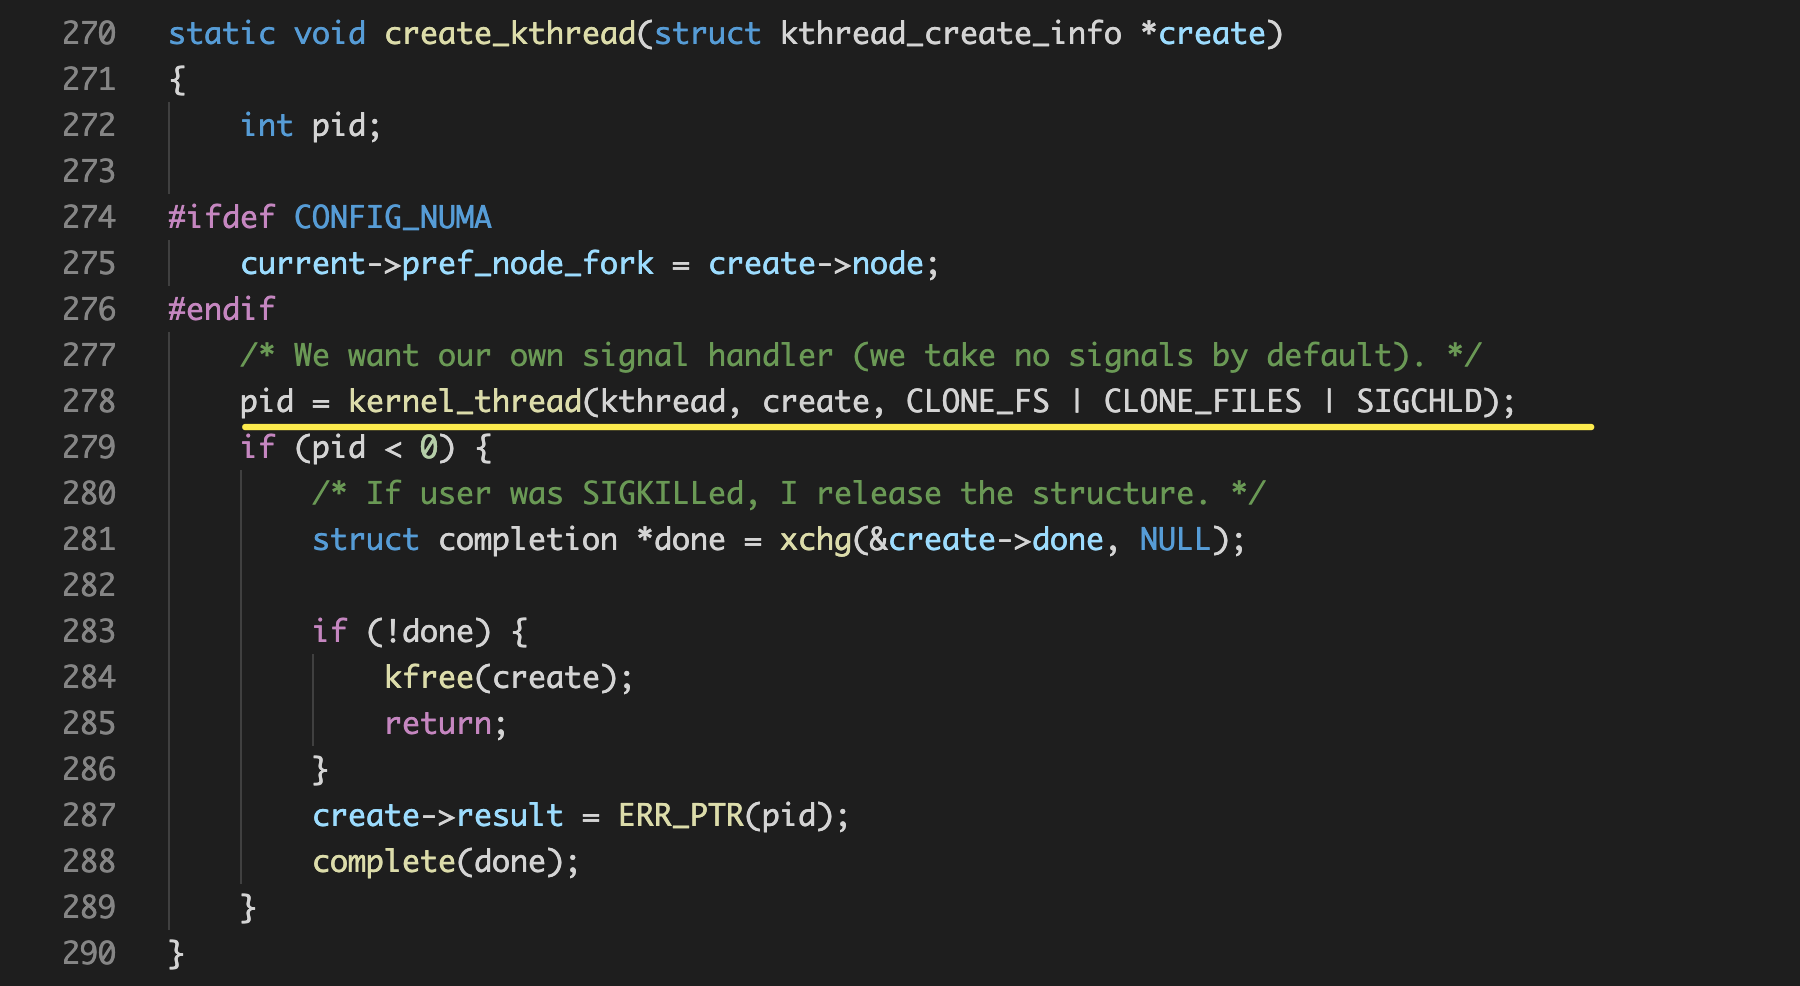 270 static void create_kthread(struct kthread_create_info *create)
271 {
272     int pid;
273
274 #ifdef CONFIG_NUMA
275     current->pref_node_fork = create->node;
276 #endif
277     /* We want our own signal handler (we take no signals by default). */
278     pid = kernel_thread(kthread, create, CLONE_FS | CLONE_FILES | SIGCHLD);
279     if (pid < 0) {
280         /* If user was SIGKILLed, I release the structure. */
281         struct completion *done = xchg(&create->done, NULL);
282
283         if (!done) {
284             kfree(create);
285             return;
286         }
287         create->result = ERR_PTR(pid);
288         complete(done);
289     }
290 }